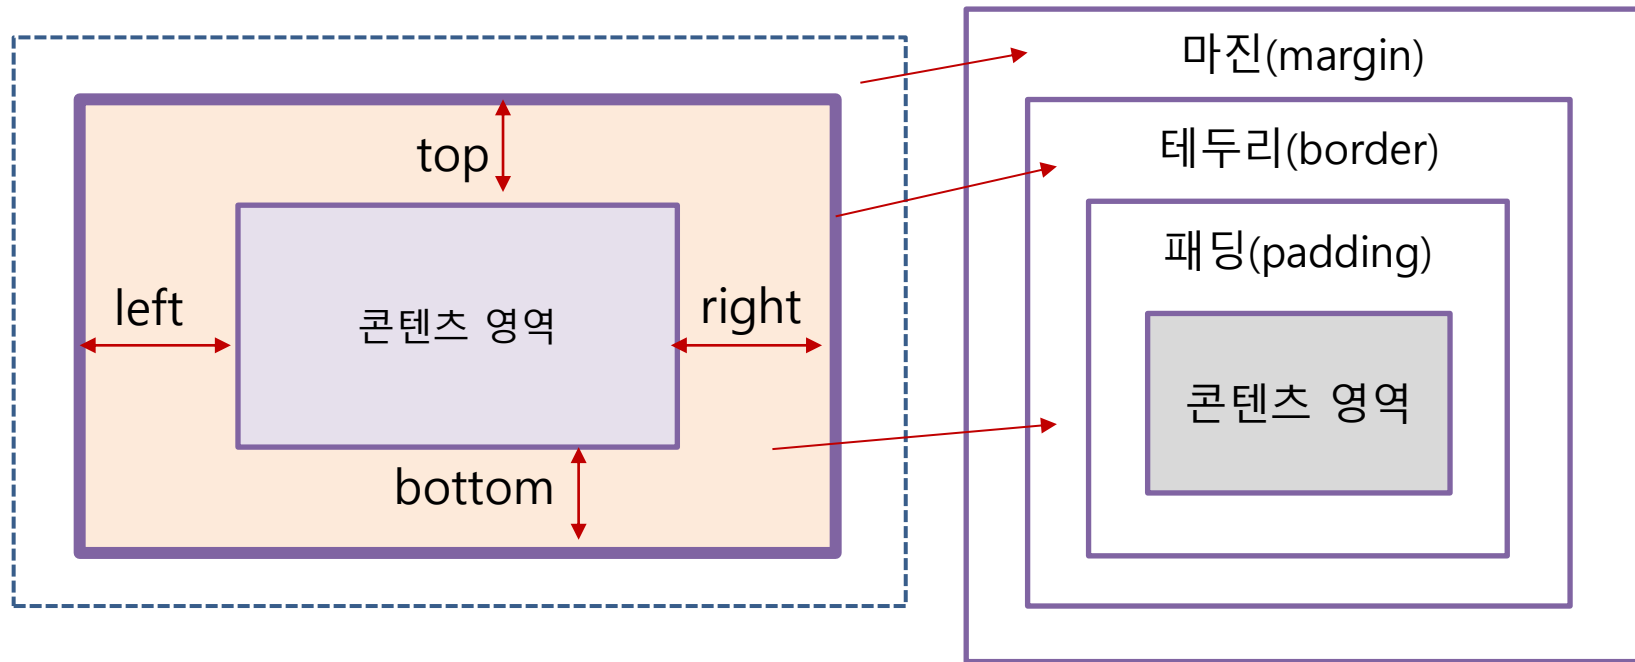 top
left
콘텐츠 영역
right
bottom
마진(margin)
테두리(border)
패딩(padding)
콘텐츠 영역